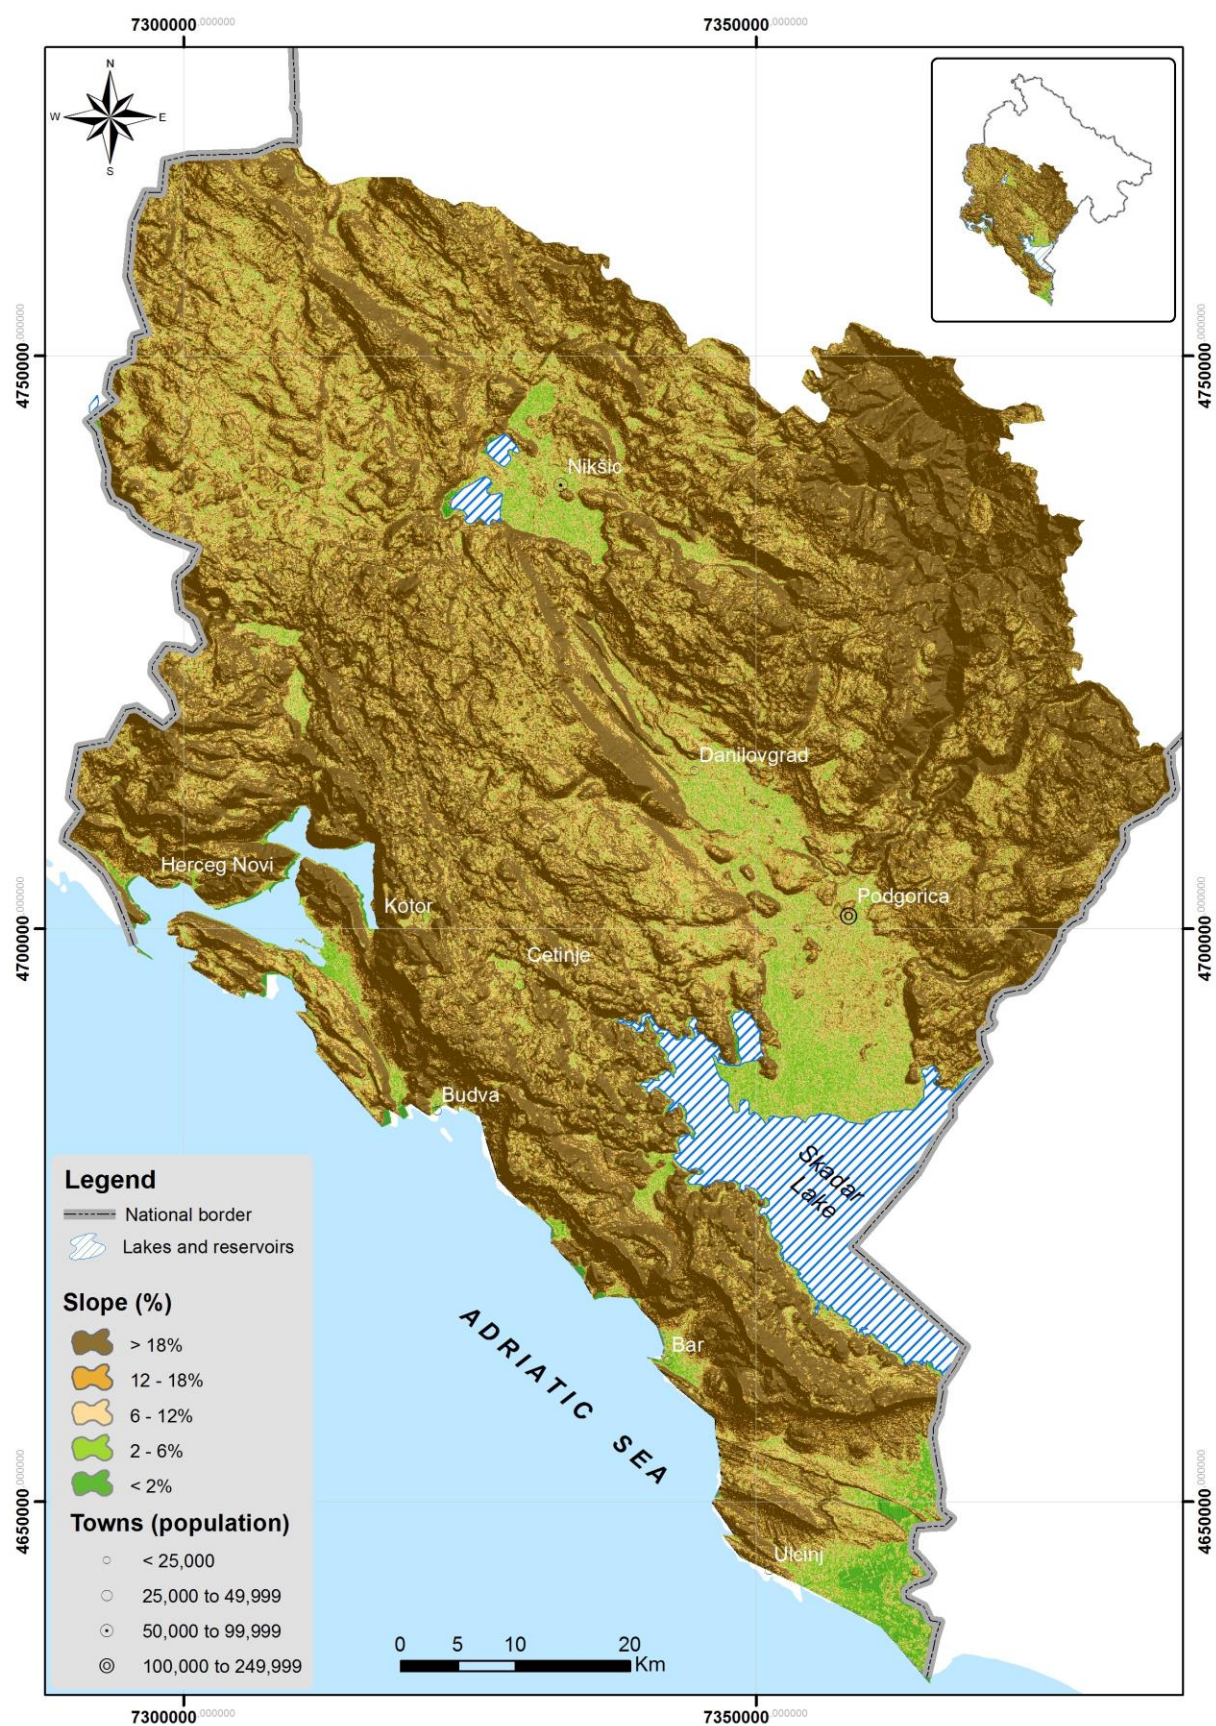 7300000,000000
7350000,000000
N
W
E
S
4750000,000000
4750000,000000
Nikšic
Danilovgrad
Herceg Novi
Kotor
Podgorica
4700000,000000
4700000,000000
Cetinje
Budva
Skadar
Lake
Legend
National border
Lakes and reservoirs
Slope (%)
> 18%
12 - 18%
6 - 12%
2 - 6%
< 2%
ADRIATIC SEA
Bar
4650000,000000
4650000,000000
Ulcinj
Towns (population)
< 25,000
25,000 to 49,999
50,000 to 99,999
100,000 to 249,999
0 5 10 20
Km
7300000,000000
7350000,000000